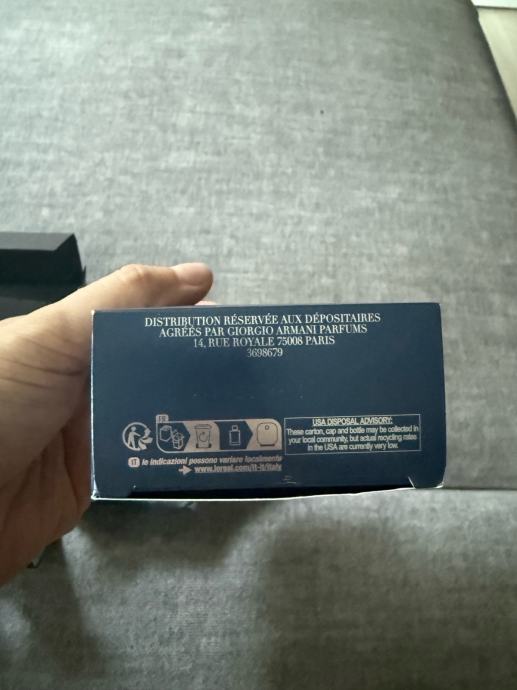 DISTRIBUTION RÉSERVÉE AUX DÉPOSITAIRES
AGRÉÉS PAR GIORGIO ARMANI PARFUMS
14, RUE ROYALE 75008 PARIS
3698679
FR
USA DISPOSAL ADVISORY:
These carton, cap and bottle may be collected in
your local community, but actual recycling rates
in the USA are currently very low.
IT le indicazioni possono variare localmente
www.loreal.com/it-it/italy